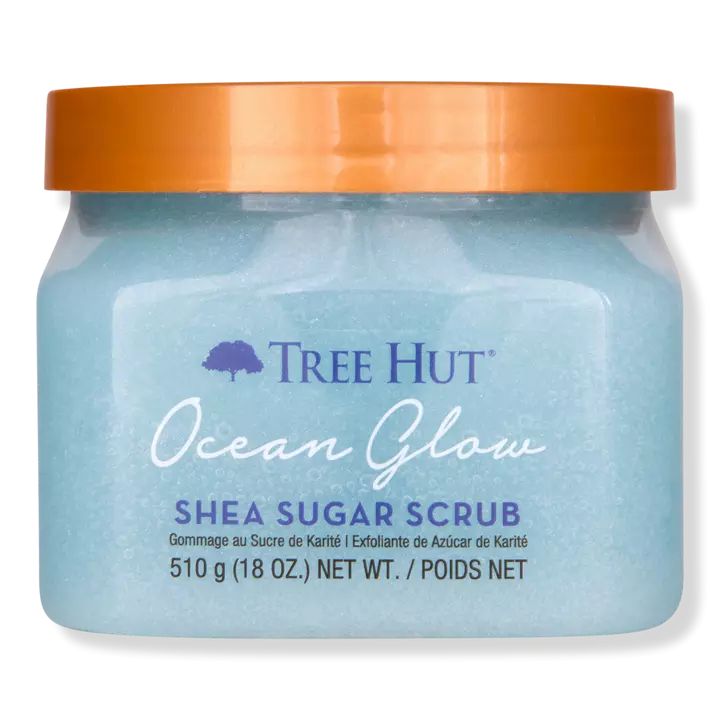 TREE HUT®
Ocean Glow
SHEA SUGAR SCRUB
Gommage au Sucre de Karité | Exfoliante de Azúcar de Karité
510 g (18 OZ.) NET WT. / POIDS NET